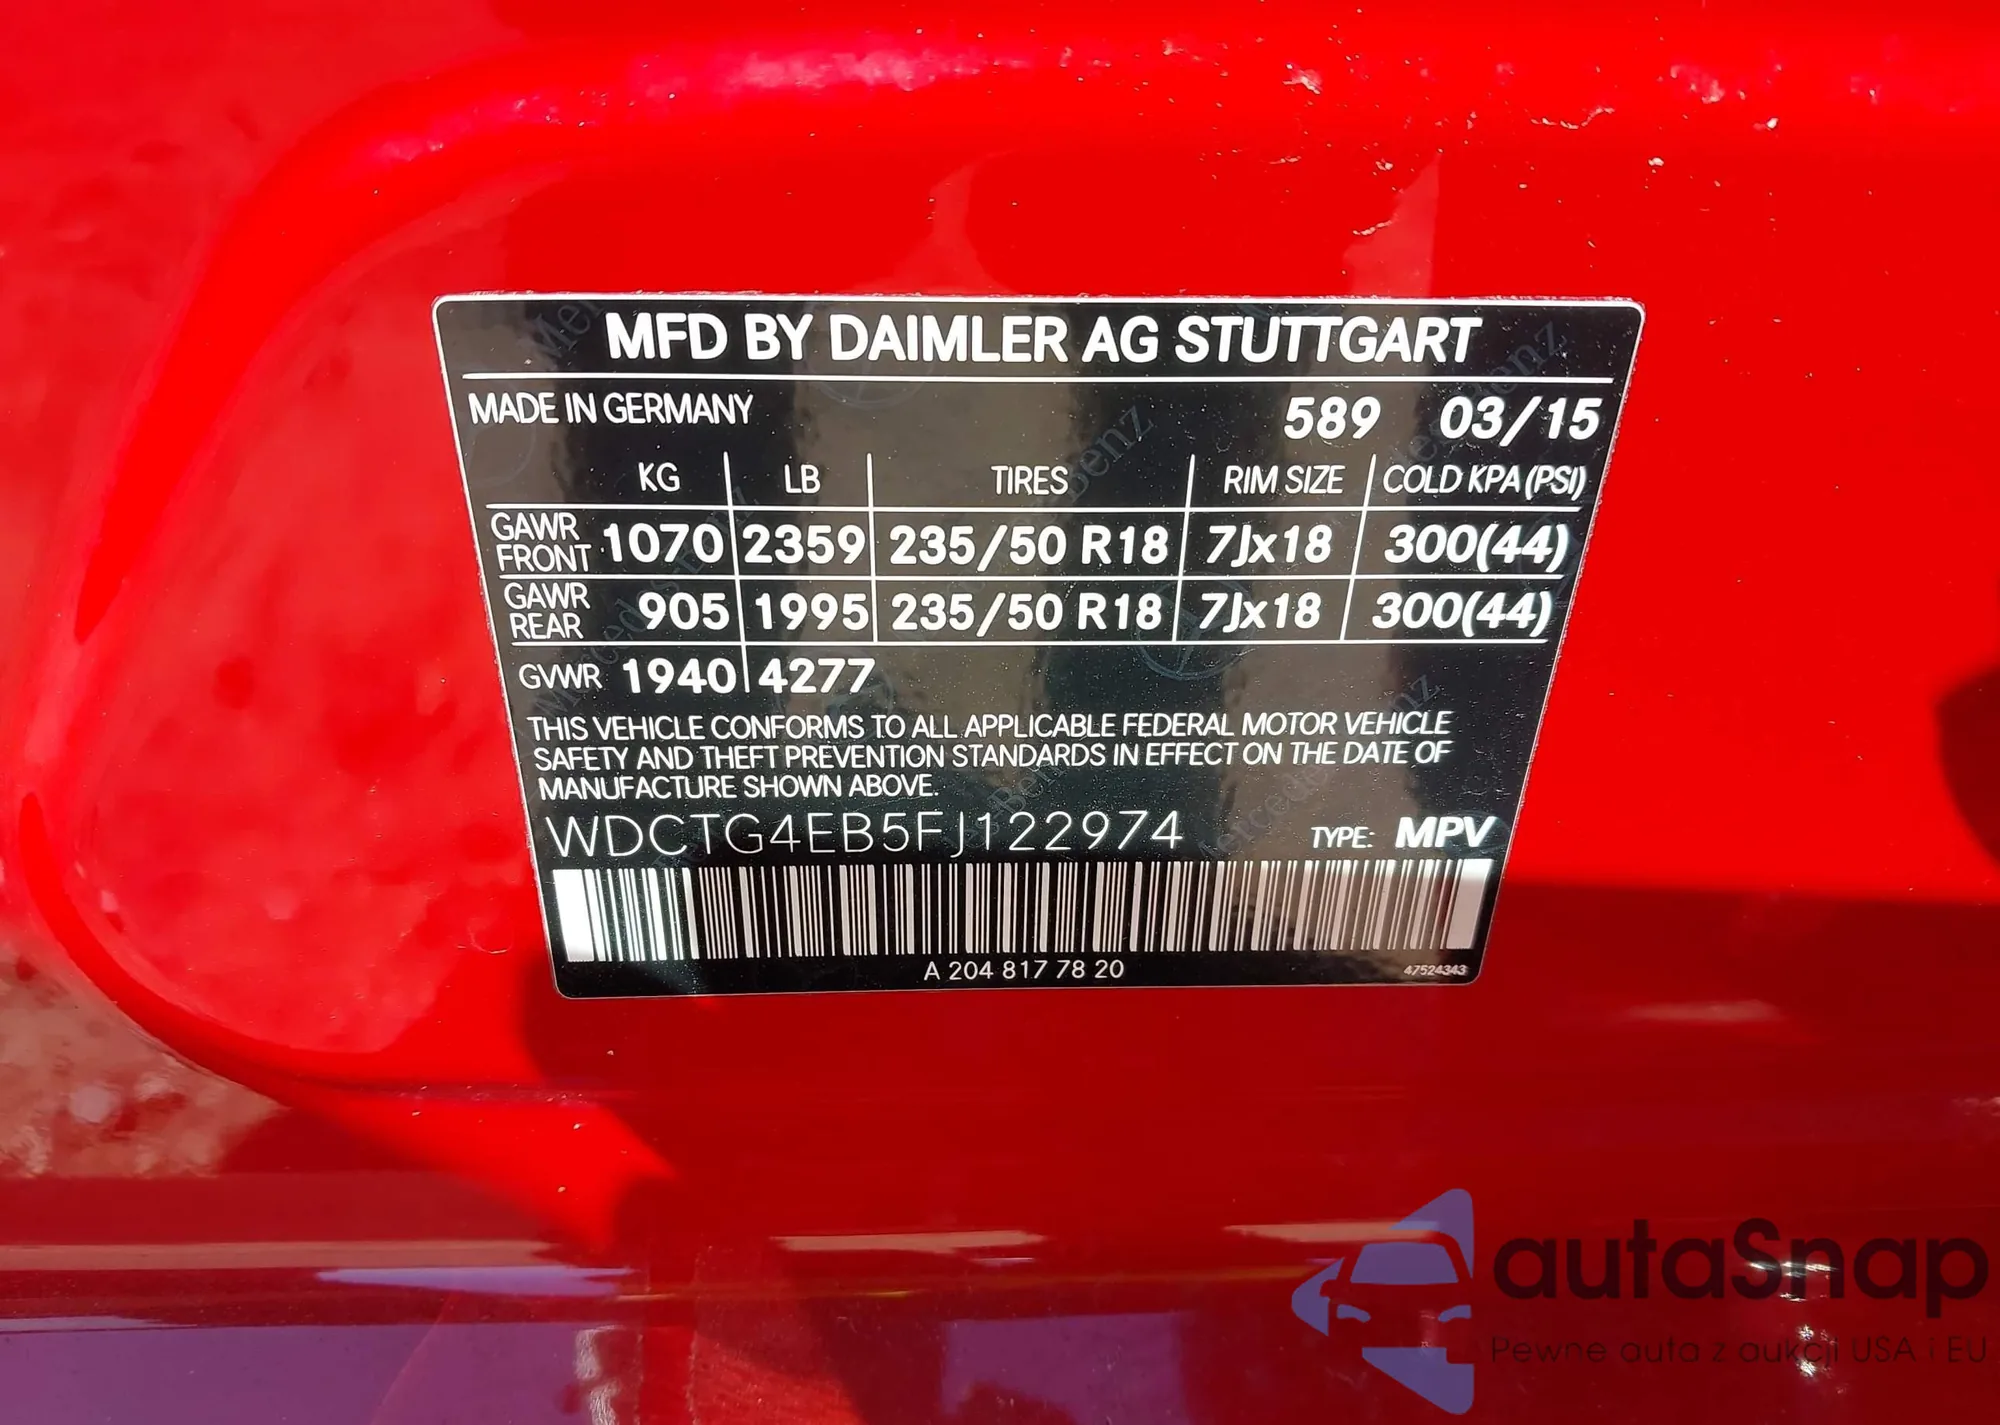 MFD BY DAIMLER AG STUTTGART
MADE IN GERMANY 589 03/15
KG LB TIRES RIM SIZE COLD KPA (PSI)
GAWR FRONT 1070 2359 235/50 R18 7Jx18 300(44)
GAWR REAR 905 1995 235/50 R18 7Jx18 300(44)
GVWR 1940 4277
THIS VEHICLE CONFORMS TO ALL APPLICABLE FEDERAL MOTOR VEHICLE
SAFETY AND THEFT PREVENTION STANDARDS IN EFFECT ON THE DATE OF
MANUFACTURE SHOWN ABOVE.
WDCTG4EB5FJ122974 TYPE: MPV
A 204 817 78 20 47524343
autaSnap
Pewne auta z aukcji USA i EU